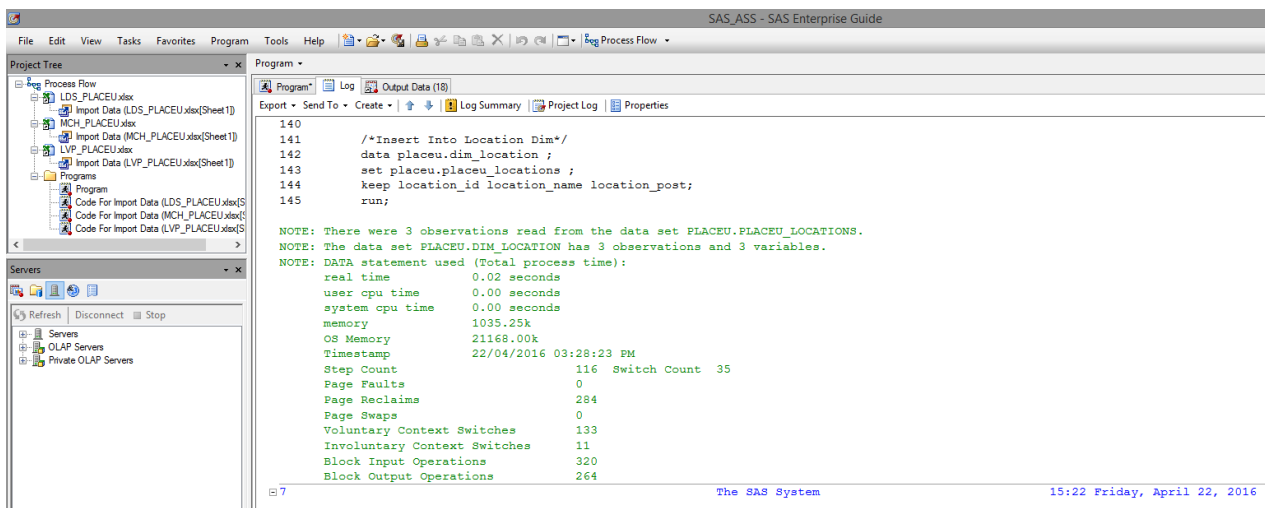 SAS_ASS - SAS Enterprise Guide
File Edit View Tasks Favorites Program Tools Help Process Flow
Project Tree
Process Flow
LDS_PLACEU.xlsx
Import Data (LDS_PLACEU.xlsx[Sheet1])
MCH_PLACEU.xlsx
Import Data (MCH_PLACEU.xlsx[Sheet1])
LVP_PLACEU.xlsx
Import Data (LVP_PLACEU.xlsx[Sheet1])
Programs
Program
Code For Import Data (LDS_PLACEU.xlsx[S
Code For Import Data (MCH_PLACEU.xlsx[S
Code For Import Data (LVP_PLACEU.xlsx[S
Servers
Refresh Disconnect Stop
Servers
OLAP Servers
Private OLAP Servers
Program
Program* Log Output Data (18)
Export Send To Create Log Summary Project Log Properties
140
141 /*Insert Into Location Dim*/
142 data placeu.dim_location ;
143 set placeu.placeu_locations ;
144 keep location_id location_name location_post;
145 run;
NOTE: There were 3 observations read from the data set PLACEU.PLACEU_LOCATIONS.
NOTE: The data set PLACEU.DIM_LOCATION has 3 observations and 3 variables.
NOTE: DATA statement used (Total process time):
real time 0.02 seconds
user cpu time 0.00 seconds
system cpu time 0.00 seconds
memory 1035.25k
OS Memory 21168.00k
Timestamp 22/04/2016 03:28:23 PM
Step Count 116 Switch Count 35
Page Faults 0
Page Reclaims 284
Page Swaps 0
Voluntary Context Switches 133
Involuntary Context Switches 11
Block Input Operations 320
Block Output Operations 264
7 The SAS System 15:22 Friday, April 22, 2016